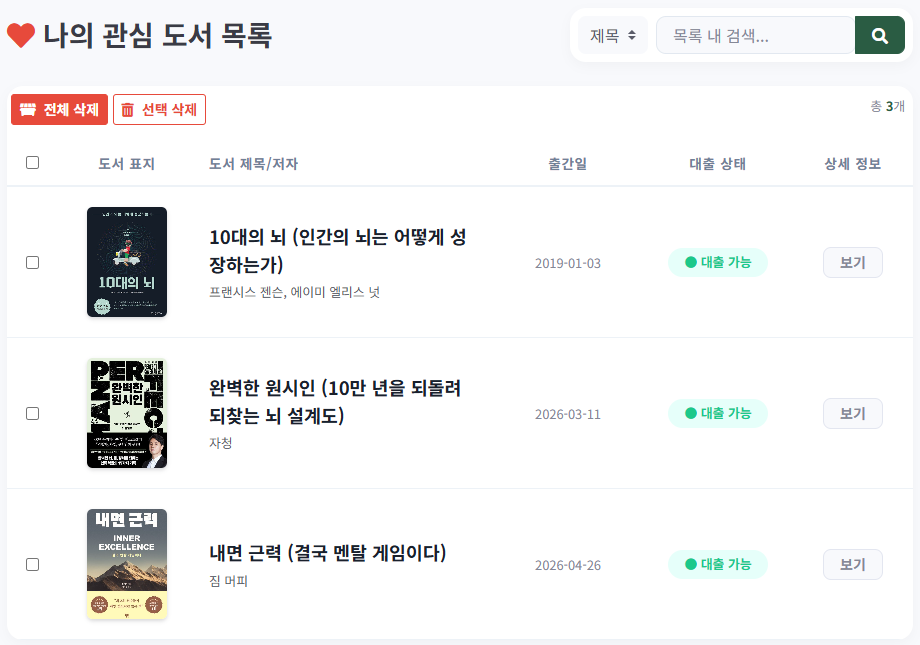 나의 관심 도서 목록
제목
목록 내 검색...
전체 삭제
선택 삭제
총 3개
도서 표지
도서 제목/저자
출간일
대출 상태
상세 정보
10대의 뇌
10대의 뇌 (인간의 뇌는 어떻게 성
장하는가)
프랜시스 젠슨, 에이미 엘리스 넛
2019-01-03
대출 가능
보기
완벽한
원시인
완벽한 원시인 (10만 년을 되돌려
되찾는 뇌 설계도)
자청
2026-03-11
대출 가능
보기
내면 근력
INNER
EXCELLENCE
내면 근력 (결국 멘탈 게임이다)
짐 머피
2026-04-26
대출 가능
보기